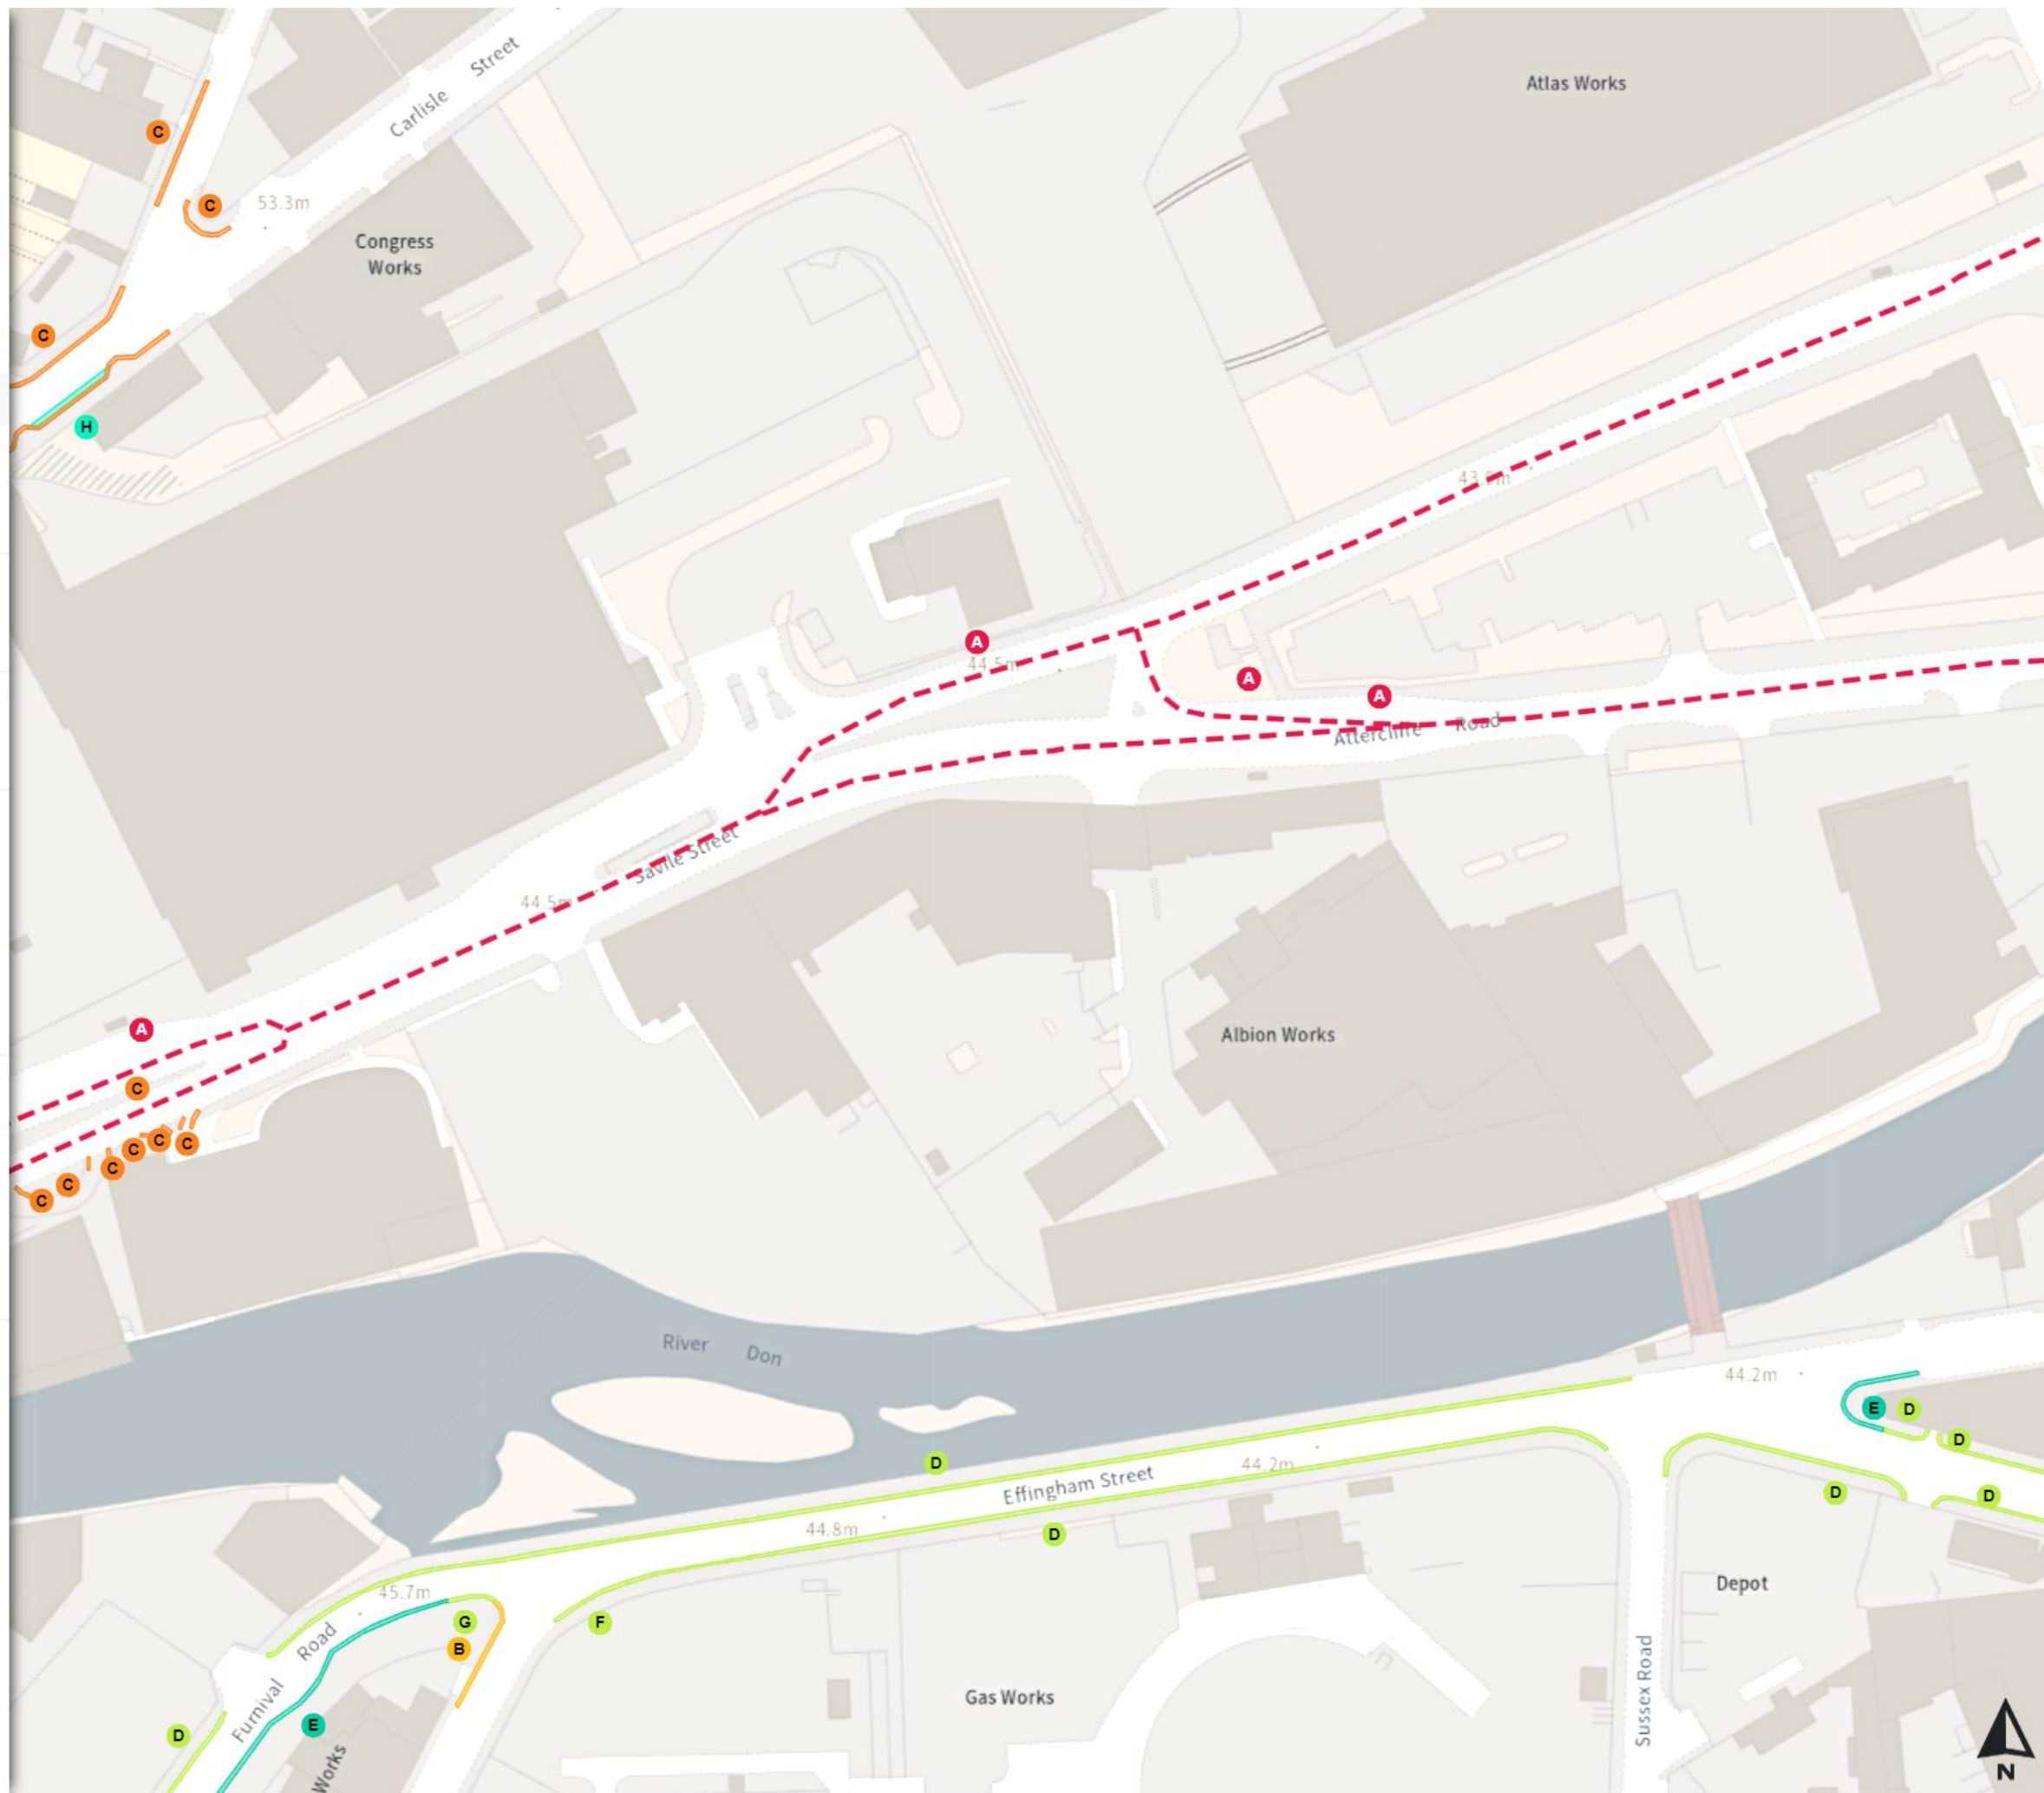 Carlisle Street
Atlas Works
C
C
53.3m
Congress
Works
C
H
43.9m
A
44.5m
A
A
Attercliffe Road
Savile Street
44.5m
A
Albion Works
C
C
C
C
C
C
C
River Don
44.2m
E
D
D
D
Effingham Street
44.2m
D
D
44.8m
D
45.7m
Depot
G
F
B
Furnival Road
Sussex Road
Gas Works
D
E
Works
N